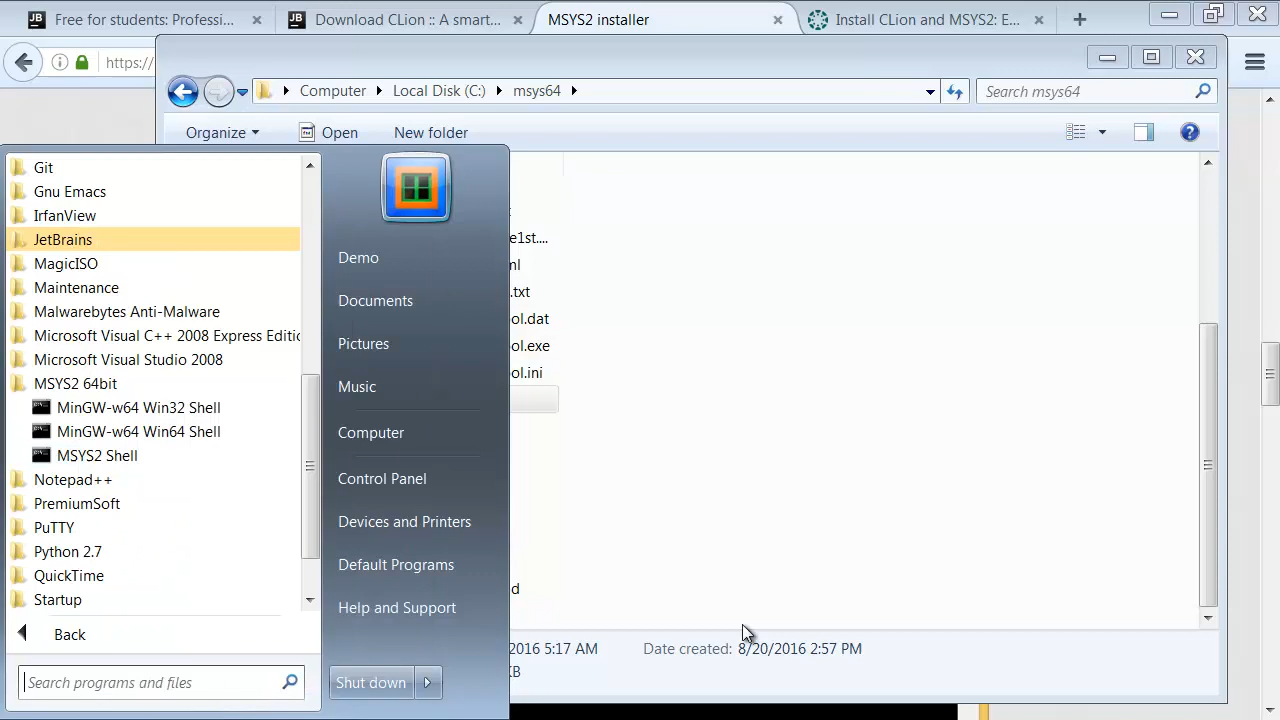 Free for students: Professi...
Download CLion :: A smart...
MSYS2 installer
Install CLion and MSYS2: E...
https://
Computer
Local Disk (C:)
msys64
Search msys64
Organize
Open
New folder
Git
Gnu Emacs
IrfanView
JetBrains
MagicISO
Maintenance
Malwarebytes Anti-Malware
Microsoft Visual C++ 2008 Express Editi
Microsoft Visual Studio 2008
MSYS2 64bit
MinGW-w64 Win32 Shell
MinGW-w64 Win64 Shell
MSYS2 Shell
Notepad++
PremiumSoft
PuTTY
Python 2.7
QuickTime
Startup
Back
Search programs and files
Demo
Documents
Pictures
Music
Computer
Control Panel
Devices and Printers
Default Programs
Help and Support
Shut down
e1st....
ml
.txt
ol.dat
ol.exe
ol.ini
d
2016 5:17 AM
Date created: 8/20/2016 2:57 PM
KB